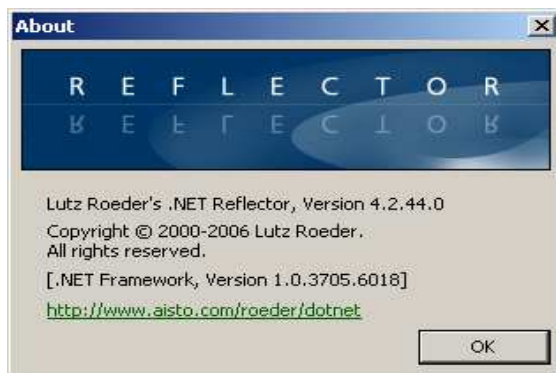 About
R E F L E C T O R
Lutz Roeder's .NET Reflector, Version 4.2.44.0
Copyright © 2000-2006 Lutz Roeder.
All rights reserved.
[.NET Framework, Version 1.0.3705.6018]
http://www.aisto.com/roeder/dotnet
OK